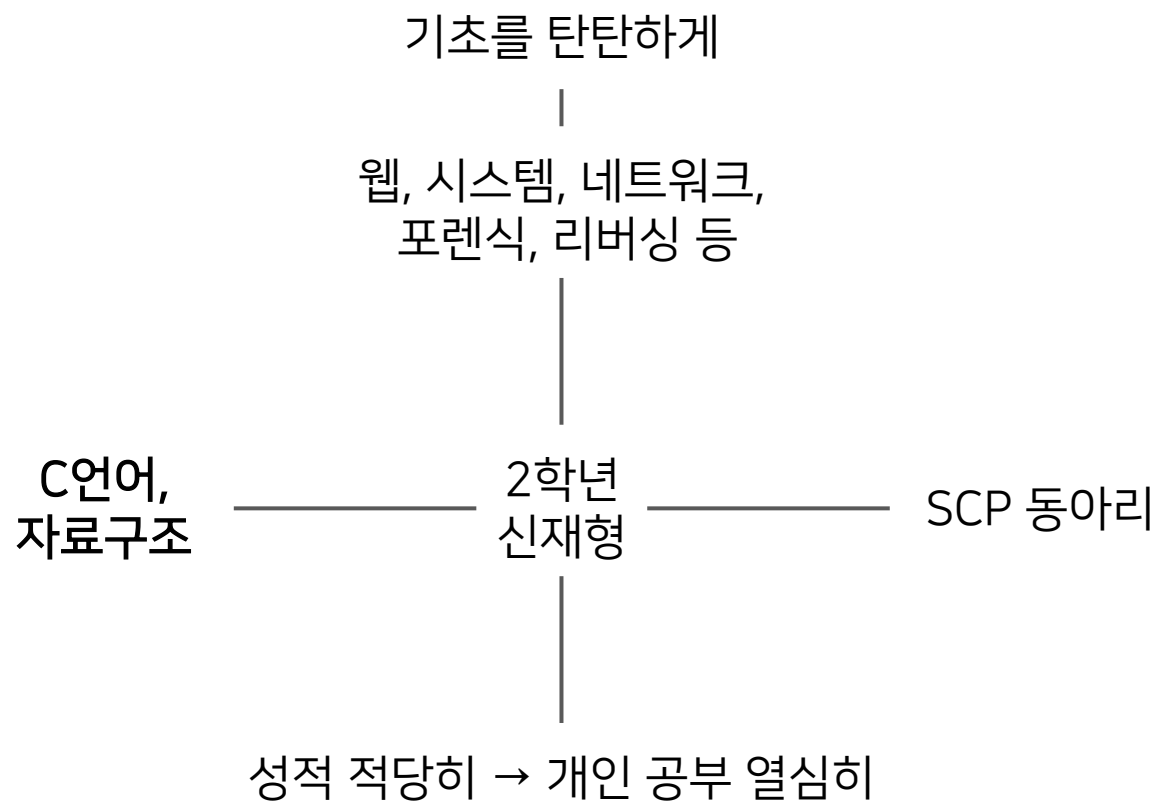 기초를 탄탄하게
웹, 시스템, 네트워크,
포렌식, 리버싱 등
C언어,
자료구조
2학년
신재형
SCP 동아리
성적 적당히 → 개인 공부 열심히